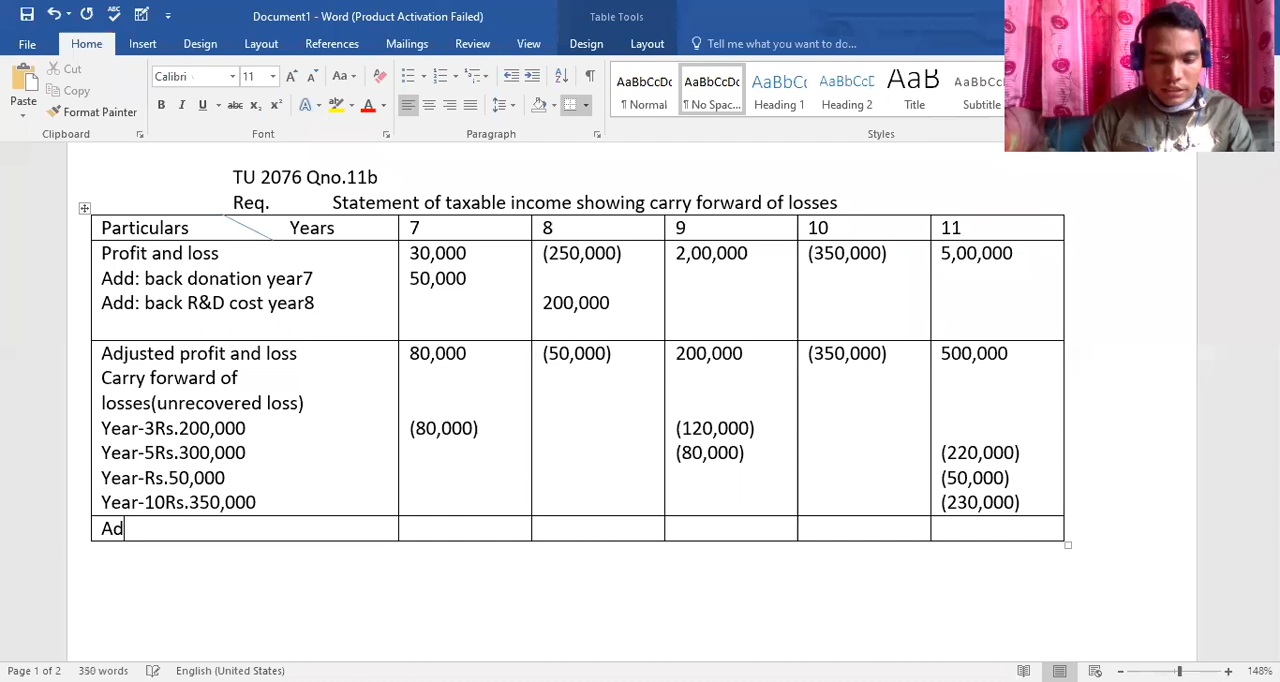 Document1 - Word (Product Activation Failed)
Table Tools
File Home Insert Design Layout References Mailings Review View Design Layout Tell me what you want to do...
Cut
Copy
Format Painter
Paste
Calibri 11
AaBbCcDc AaBbCcDc AaBbCc AaBbCcE AaB AaBbCcD
¶ Normal ¶ No Spac... Heading 1 Heading 2 Title Subtitle
Clipboard Font Paragraph Styles
TU 2076 Qno.11b
Req. Statement of taxable income showing carry forward of losses
Particulars Years 7 8 9 10 11
Profit and loss 30,000 (250,000) 2,00,000 (350,000) 5,00,000
Add: back donation year7 50,000
Add: back R&D cost year8 200,000
Adjusted profit and loss 80,000 (50,000) 200,000 (350,000) 500,000
Carry forward of
losses(unrecovered loss)
Year-3Rs.200,000 (80,000) (120,000)
Year-5Rs.300,000 (80,000) (220,000)
Year-Rs.50,000 (50,000)
Year-10Rs.350,000 (230,000)
Ad
Page 1 of 2 350 words English (United States) 148%